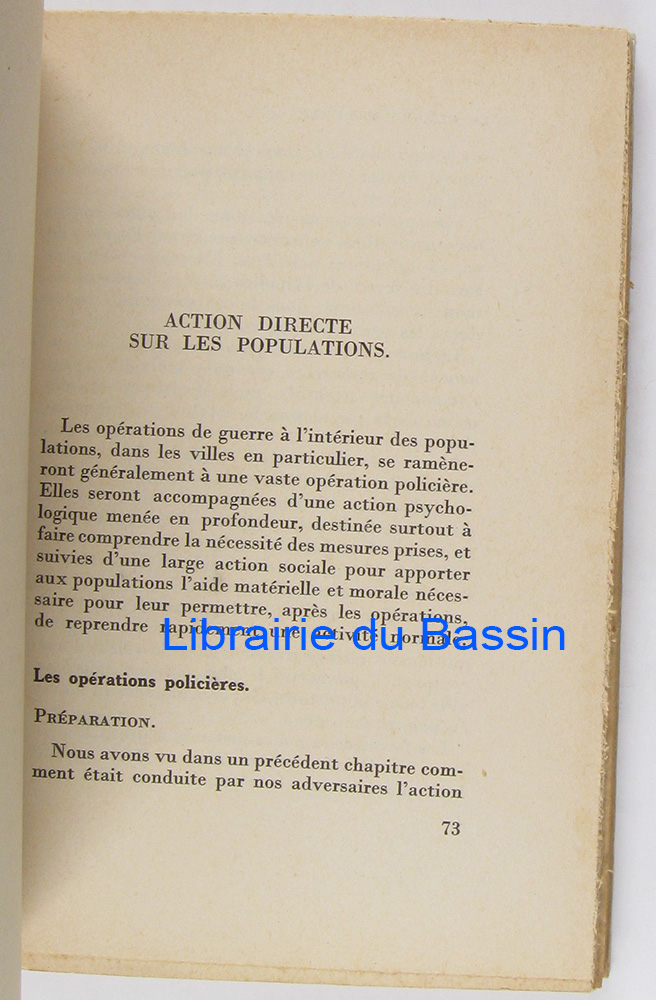 ACTION DIRECTE
SUR LES POPULATIONS.
Les opérations de guerre à l'intérieur des popu-
lations, dans les villes en particulier, se ramène-
ront généralement à une vaste opération policière.
Elles seront accompagnées d'une action psycho-
logique menée en profondeur, destinée surtout à
faire comprendre la nécessité des mesures prises, et
suivies d'une large action sociale pour apporter
aux populations l'aide matérielle et morale néces-
saire pour leur permettre, après les opérations,
de reprendre rapidement une activité normale.
Librairie du Bassin
Les opérations policières.
PRÉPARATION.
Nous avons vu dans un précédent chapitre com-
ment était conduite par nos adversaires l'action
73